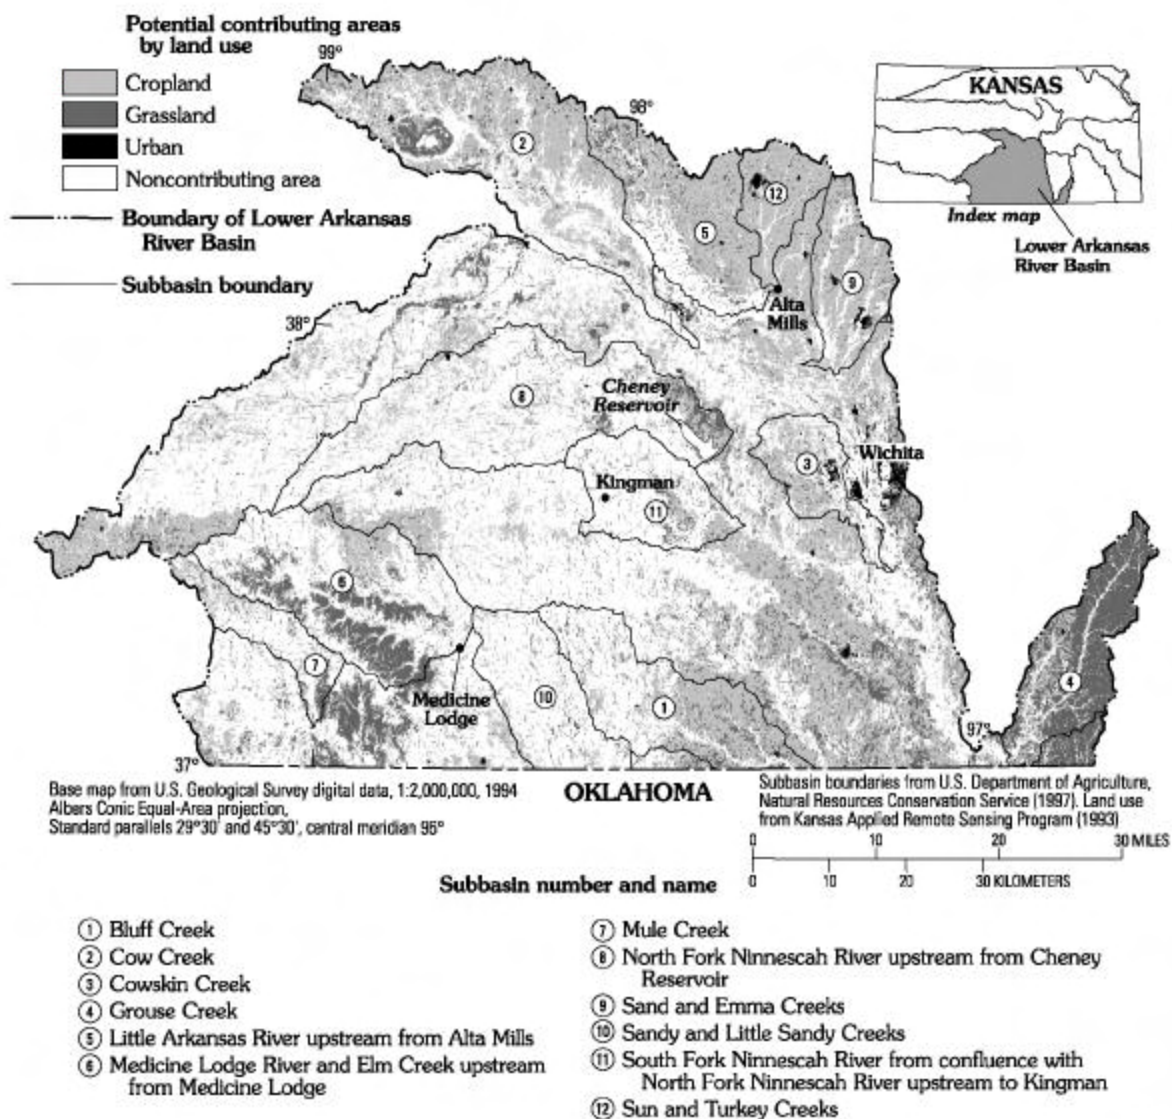 Potential contributing areas
by land use
Cropland
Grassland
Urban
Noncontributing area
Boundary of Lower Arkansas
River Basin
Subbasin boundary
99°
98°
38°
37°
97°
KANSAS
Index map
Lower Arkansas
River Basin
2
12
5
9
Alta
Mills
8
Cheney
Reservoir
3
Wichita
Kingman
11
6
7
Medicine
Lodge
10
1
4
Base map from U.S. Geological Survey digital data, 1:2,000,000, 1994
Albers Conic Equal-Area projection,
Standard parallels 29°30' and 45°30', central meridian 96°
OKLAHOMA
Subbasin boundaries from U.S. Department of Agriculture,
Natural Resources Conservation Service (1997). Land use
from Kansas Applied Remote Sensing Program (1993)
0 10 20 30 MILES
0 10 20 30 KILOMETERS
Subbasin number and name
1 Bluff Creek
2 Cow Creek
3 Cowskin Creek
4 Grouse Creek
5 Little Arkansas River upstream from Alta Mills
6 Medicine Lodge River and Elm Creek upstream
from Medicine Lodge
7 Mule Creek
8 North Fork Ninnescah River upstream from Cheney
Reservoir
9 Sand and Emma Creeks
10 Sandy and Little Sandy Creeks
11 South Fork Ninnescah River from confluence with
North Fork Ninnescah River upstream to Kingman
12 Sun and Turkey Creeks